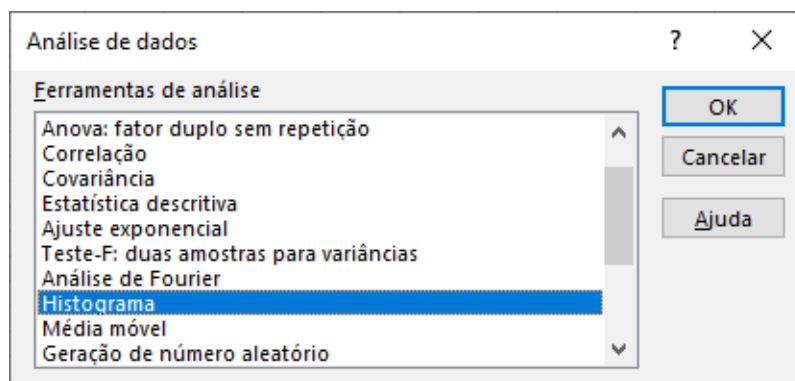 Análise de dados
?
Ferramentas de análise
Anova: fator duplo sem repetição
Correlação
Covariância
Estatística descritiva
Ajuste exponencial
Teste-F: duas amostras para variâncias
Análise de Fourier
Histograma
Média móvel
Geração de número aleatório
OK
Cancelar
Ajuda